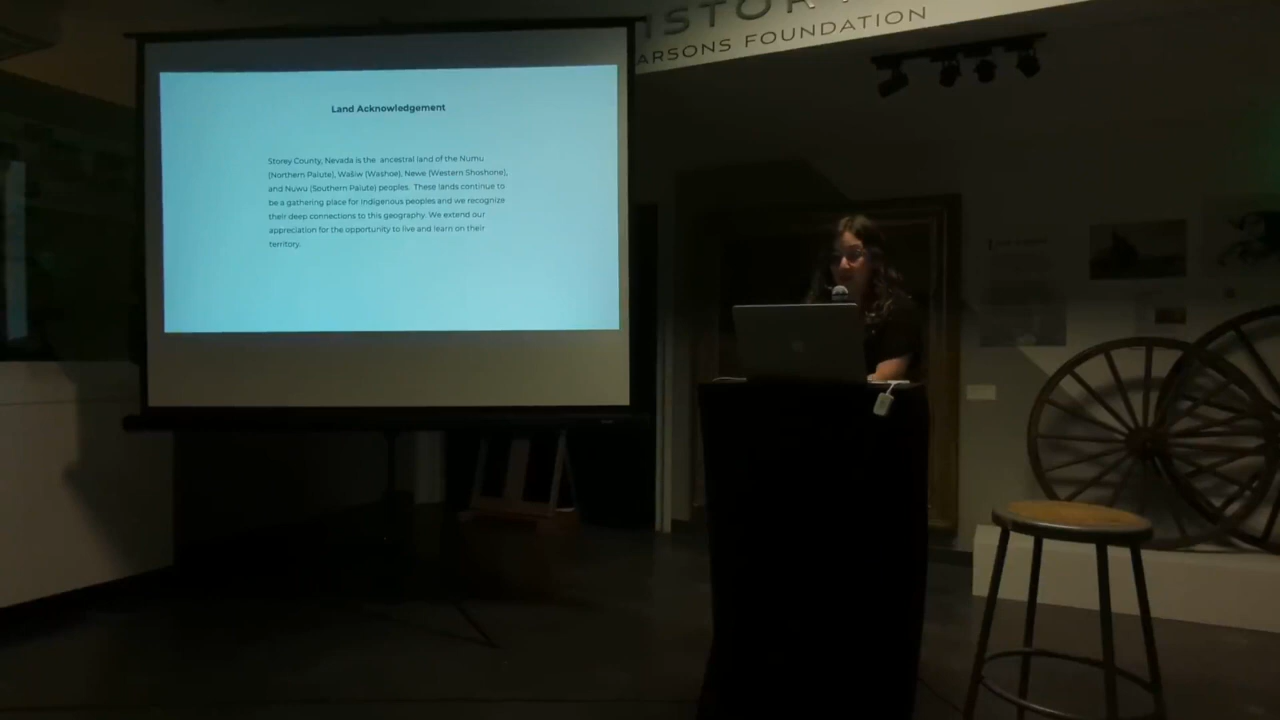 ISTOR
ARSONS FOUNDATION
Land Acknowledgement
Storey County, Nevada is the ancestral land of the Numu
(Northern Paiute), Wašiw (Washoe), Newe (Western Shoshone),
and Nuwu (Southern Paiute) peoples. These lands continue to
be a gathering place for Indigenous peoples and we recognize
their deep connections to this geography. We extend our
appreciation for the opportunity to live and learn on their
territory.